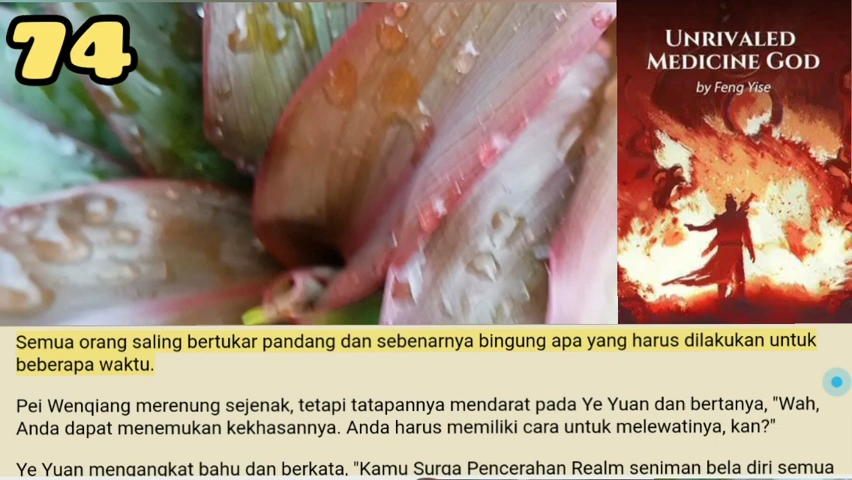 74
UNRIVALED
MEDICINE GOD
by Feng Yise
Semua orang saling bertukar pandang dan sebenarnya bingung apa yang harus dilakukan untuk
beberapa waktu.
Pei Wenqiang merenung sejenak, tetapi tatapannya mendarat pada Ye Yuan dan bertanya, "Wah,
Anda dapat menemukan kekhasannya. Anda harus memiliki cara untuk melewatinya, kan?"
Ye Yuan mengangkat bahu dan berkata, "Kamu Surga Pencerahan Realm seniman bela diri semua